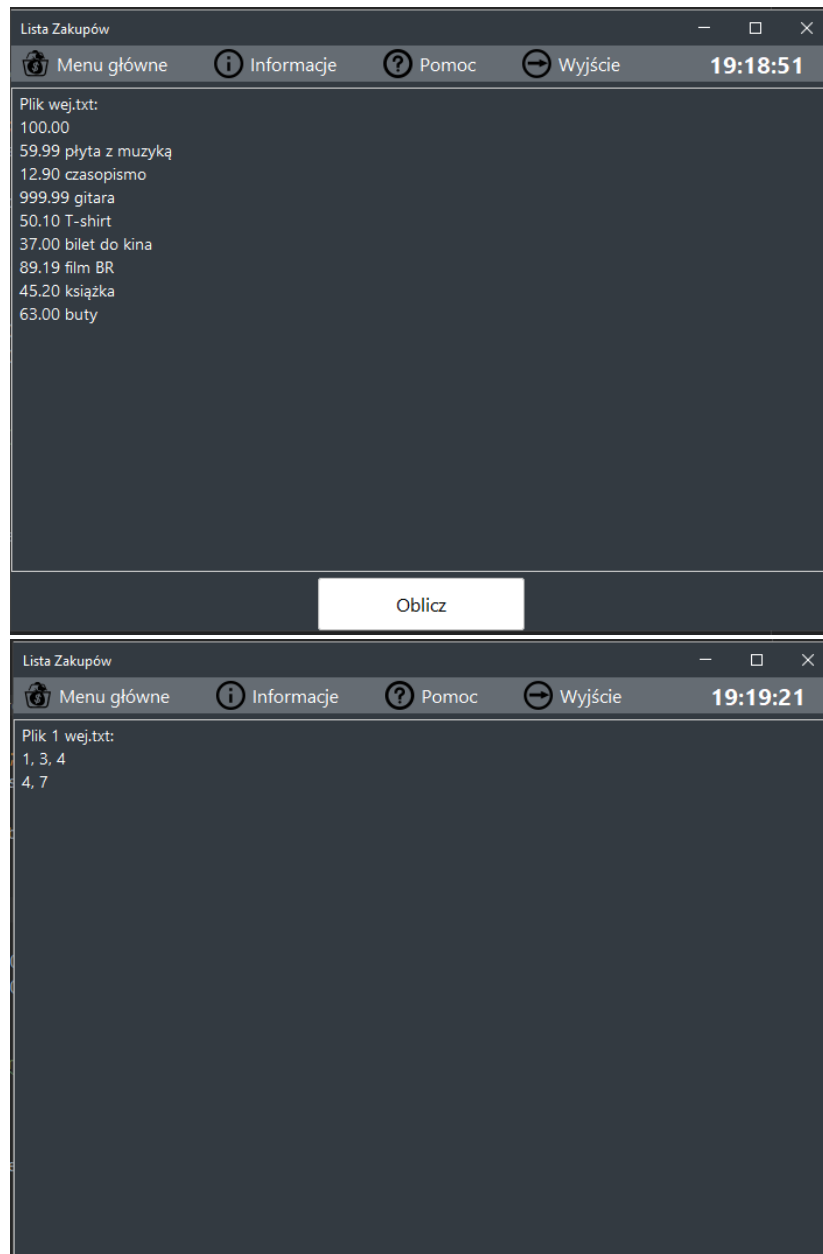 Lista Zakupów
Menu główne Informacje Pomoc Wyjście 19:18:51
Plik wej.txt:
100.00
59.99 płyta z muzyką
12.90 czasopismo
999.99 gitara
50.10 T-shirt
37.00 bilet do kina
89.19 film BR
45.20 książka
63.00 buty
Oblicz
Lista Zakupów
Menu główne Informacje Pomoc Wyjście 19:19:21
Plik 1 wej.txt:
1, 3, 4
4, 7